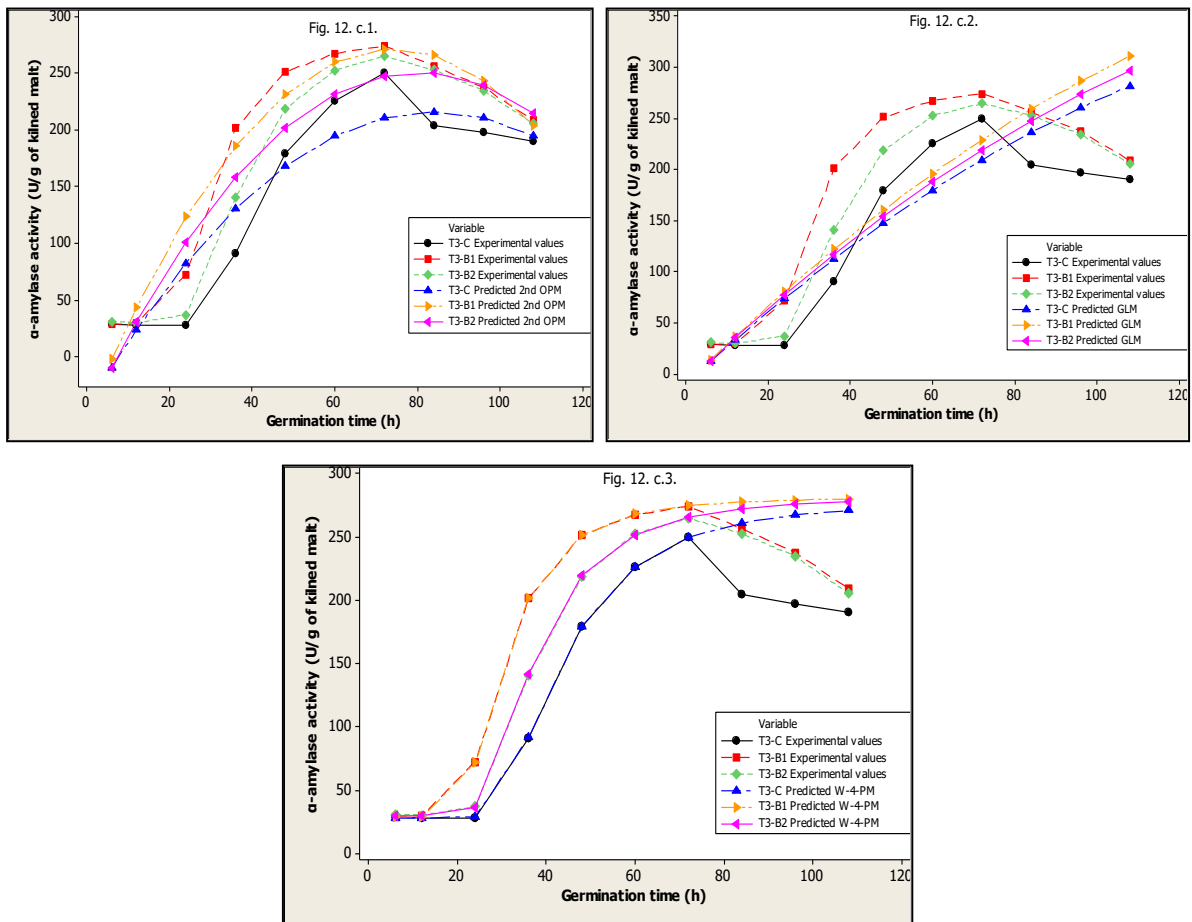 Fig. 12. c.1.
300
250
200
150
100
50
0
α-amylase activity (U/g of kilned malt)
0 20 40 60 80 100 120
Germination time (h)
Variable
T3-C Experimental values
T3-B1 Experimental values
T3-B2 Experimental values
T3-C Predicted 2nd OPM
T3-B1 Predicted 2nd OPM
T3-B2 Predicted 2nd OPM
Fig. 12. c.2.
350
300
250
200
150
100
50
0
α-amylase activity (U/g of kilned malt)
0 20 40 60 80 100 120
Germination time (h)
Variable
T3-C Experimental values
T3-B1 Experimental values
T3-B2 Experimental values
T3-C Predicted GLM
T3-B1 Predicted GLM
T3-B2 Predicted GLM
Fig. 12. c.3.
300
250
200
150
100
50
0
α-amylase activity (U/g of kilned malt)
0 20 40 60 80 100 120
Germination time (h)
Variable
T3-C Experimental values
T3-B1 Experimental values
T3-B2 Experimental values
T3-C Predicted W-4-PM
T3-B1 Predicted W-4-PM
T3-B2 Predicted W-4-PM